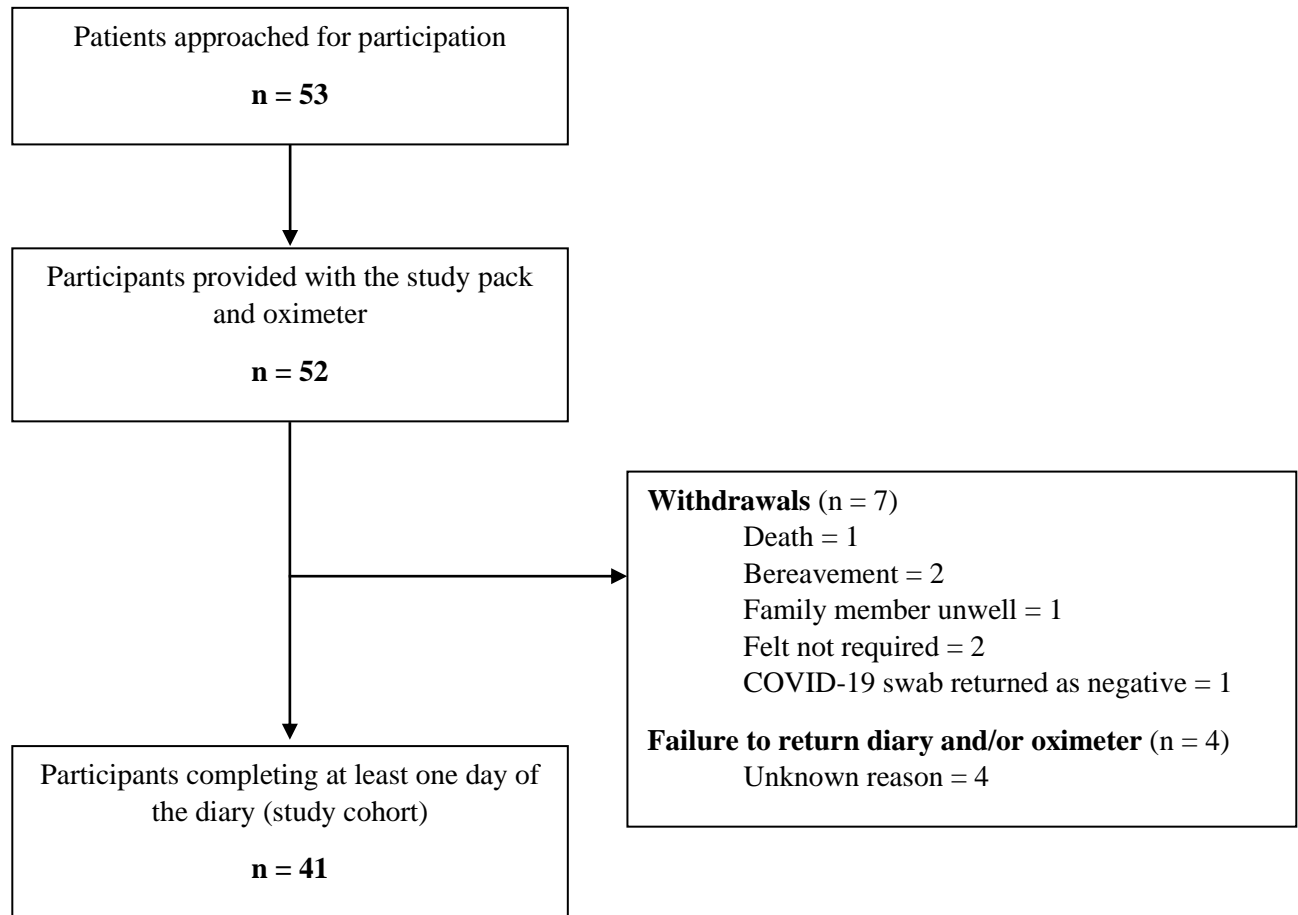 Patients approached for participation
n = 53
Participants provided with the study pack
and oximeter
n = 52
Withdrawals (n = 7)
Death = 1
Bereavement = 2
Family member unwell = 1
Felt not required = 2
COVID-19 swab returned as negative = 1
Failure to return diary and/or oximeter (n = 4)
Unknown reason = 4
Participants completing at least one day of
the diary (study cohort)
n = 41